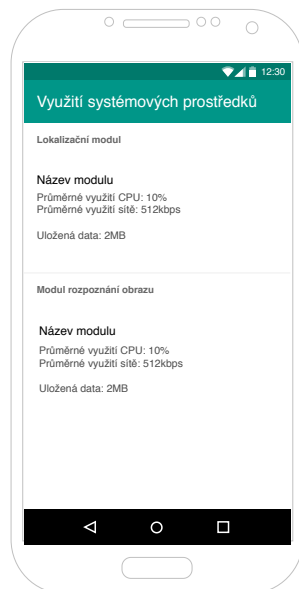 12:30
Využití systémových prostředků
Lokalizační modul
Název modulu
Průměrné využití CPU: 10%
Průměrné využití sítě: 512kbps
Uložená data: 2MB
Modul rozpoznání obrazu
Název modulu
Průměrné využití CPU: 10%
Průměrné využití sítě: 512kbps
Uložená data: 2MB